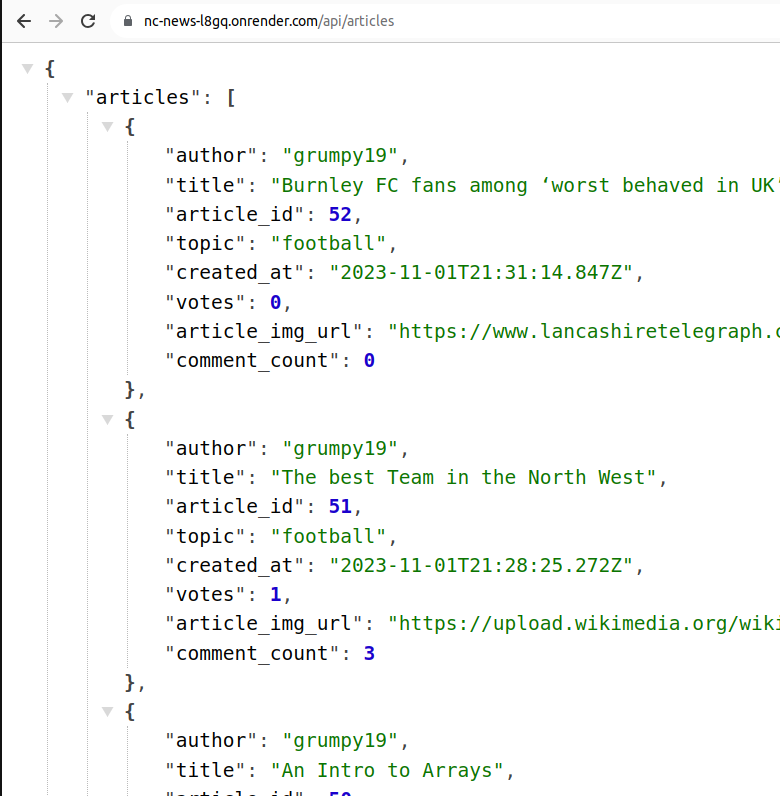 nc-news-l8gq.onrender.com/api/articles
{
"articles": [
{
"author": "grumpy19",
"title": "Burnley FC fans among ‘worst behaved in UK’
"article_id": 52,
"topic": "football",
"created_at": "2023-11-01T21:31:14.847Z",
"votes": 0,
"article_img_url": "https://www.lancashiretelegraph.c
"comment_count": 0
},
{
"author": "grumpy19",
"title": "The best Team in the North West",
"article_id": 51,
"topic": "football",
"created_at": "2023-11-01T21:28:25.272Z",
"votes": 1,
"article_img_url": "https://upload.wikimedia.org/wiki
"comment_count": 3
},
{
"author": "grumpy19",
"title": "An Intro to Arrays",
"article_id": 50,